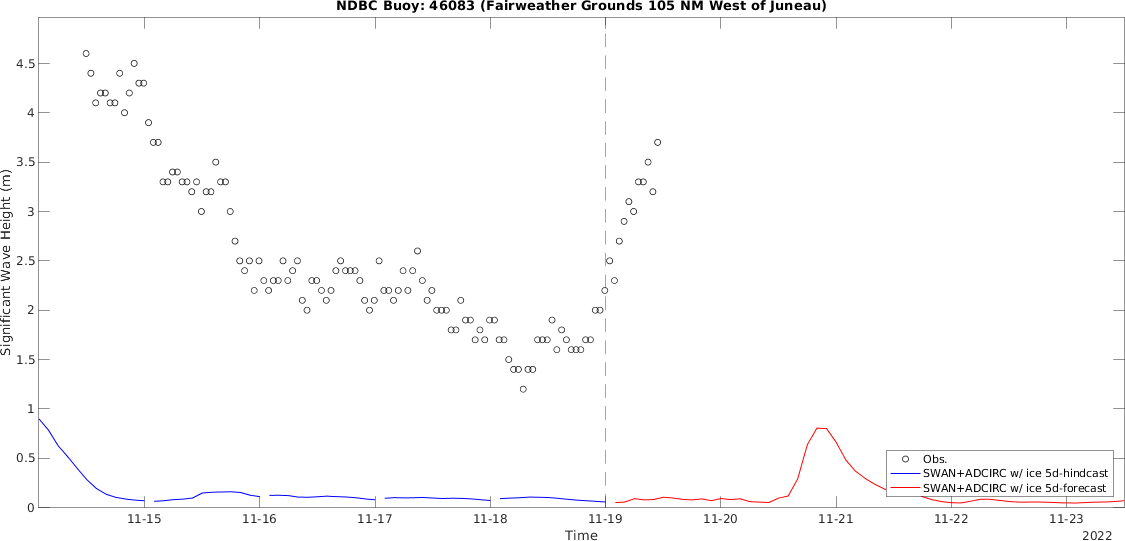 NDBC Buoy: 46083 (Fairweather Grounds 105 NM West of Juneau)
Significant Wave Height (m)
4.5
4
3.5
3
2.5
2
1.5
1
0.5
0
Obs.
SWAN+ADCIRC w/ ice 5d-hindcast
SWAN+ADCIRC w/ ice 5d-forecast
11-15 11-16 11-17 11-18 11-19 11-20 11-21 11-22 11-23
Time
2022